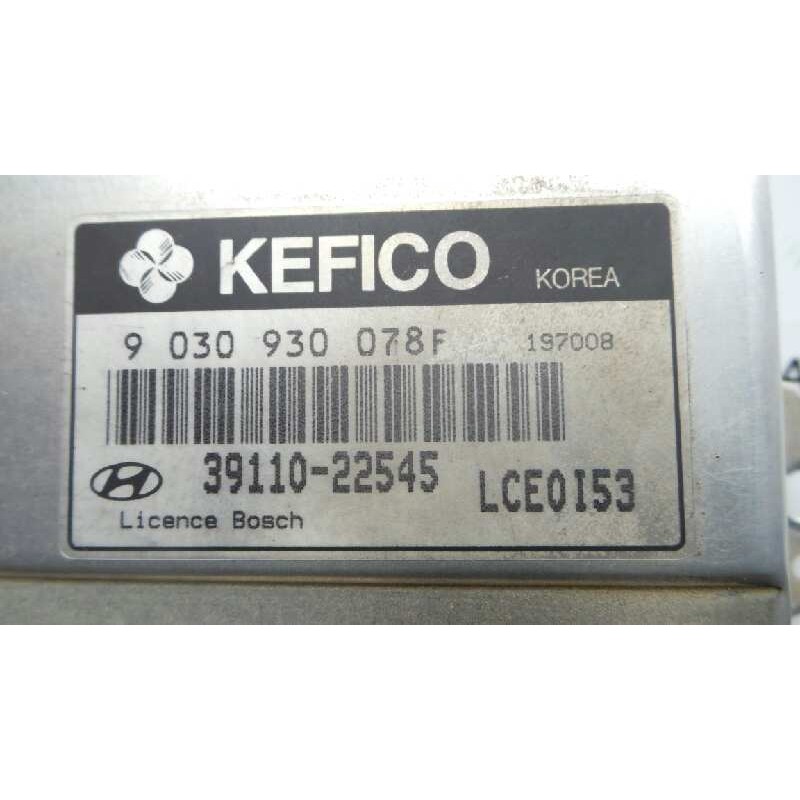 KEFICO KOREA
9 030 930 078F 197008
39110-22545 LCE0I53
Licence Bosch